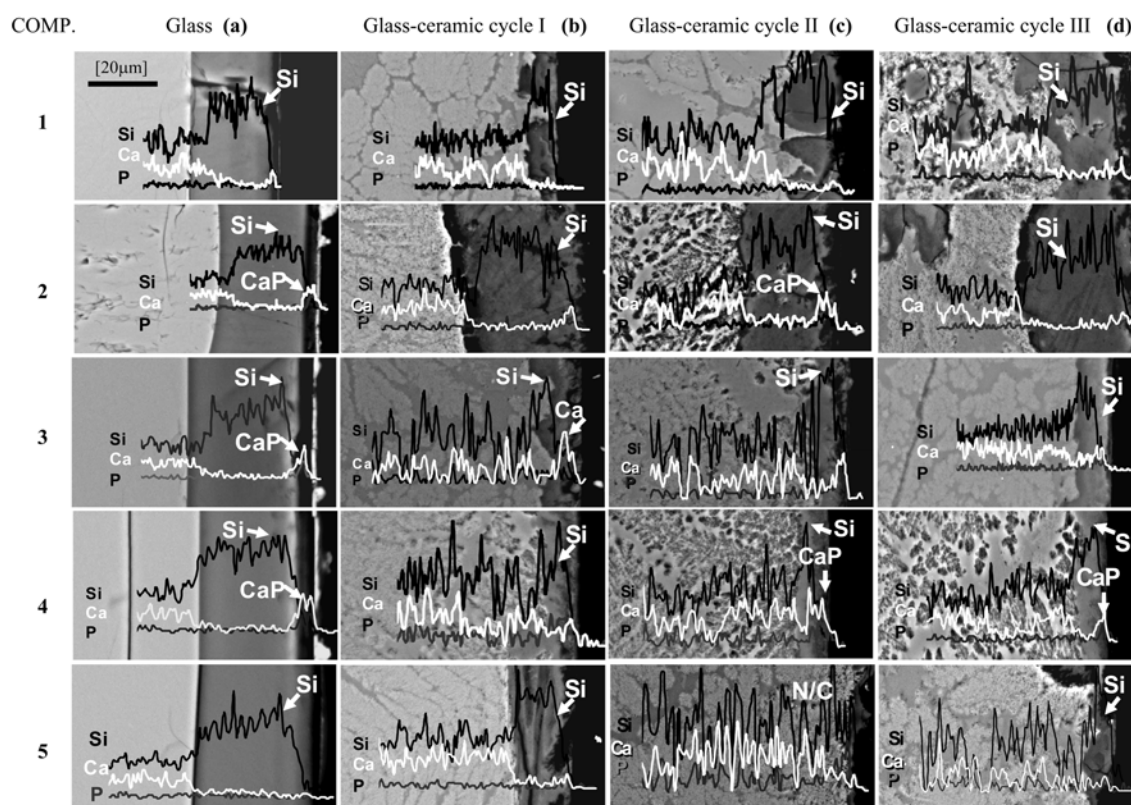 COMP. Glass (a) Glass-ceramic cycle I (b) Glass-ceramic cycle II (c) Glass-ceramic cycle III (d)
[20µm]
1 Si Ca P Si Si Ca P Si Si Ca P Si Si Ca P Si
2 Si Ca P Si CaP Si Ca P Si Si Ca P Si CaP Si Ca P Si
3 Si Ca P Si CaP Si Ca P Si Ca Si Ca P Si Si Ca P Si
4 Si Ca P Si CaP Si Ca P Si Si Ca P Si CaP Si Ca P S CaP
5 Si Ca P Si Si Ca P Si Si Ca P N/C Si Ca P Si